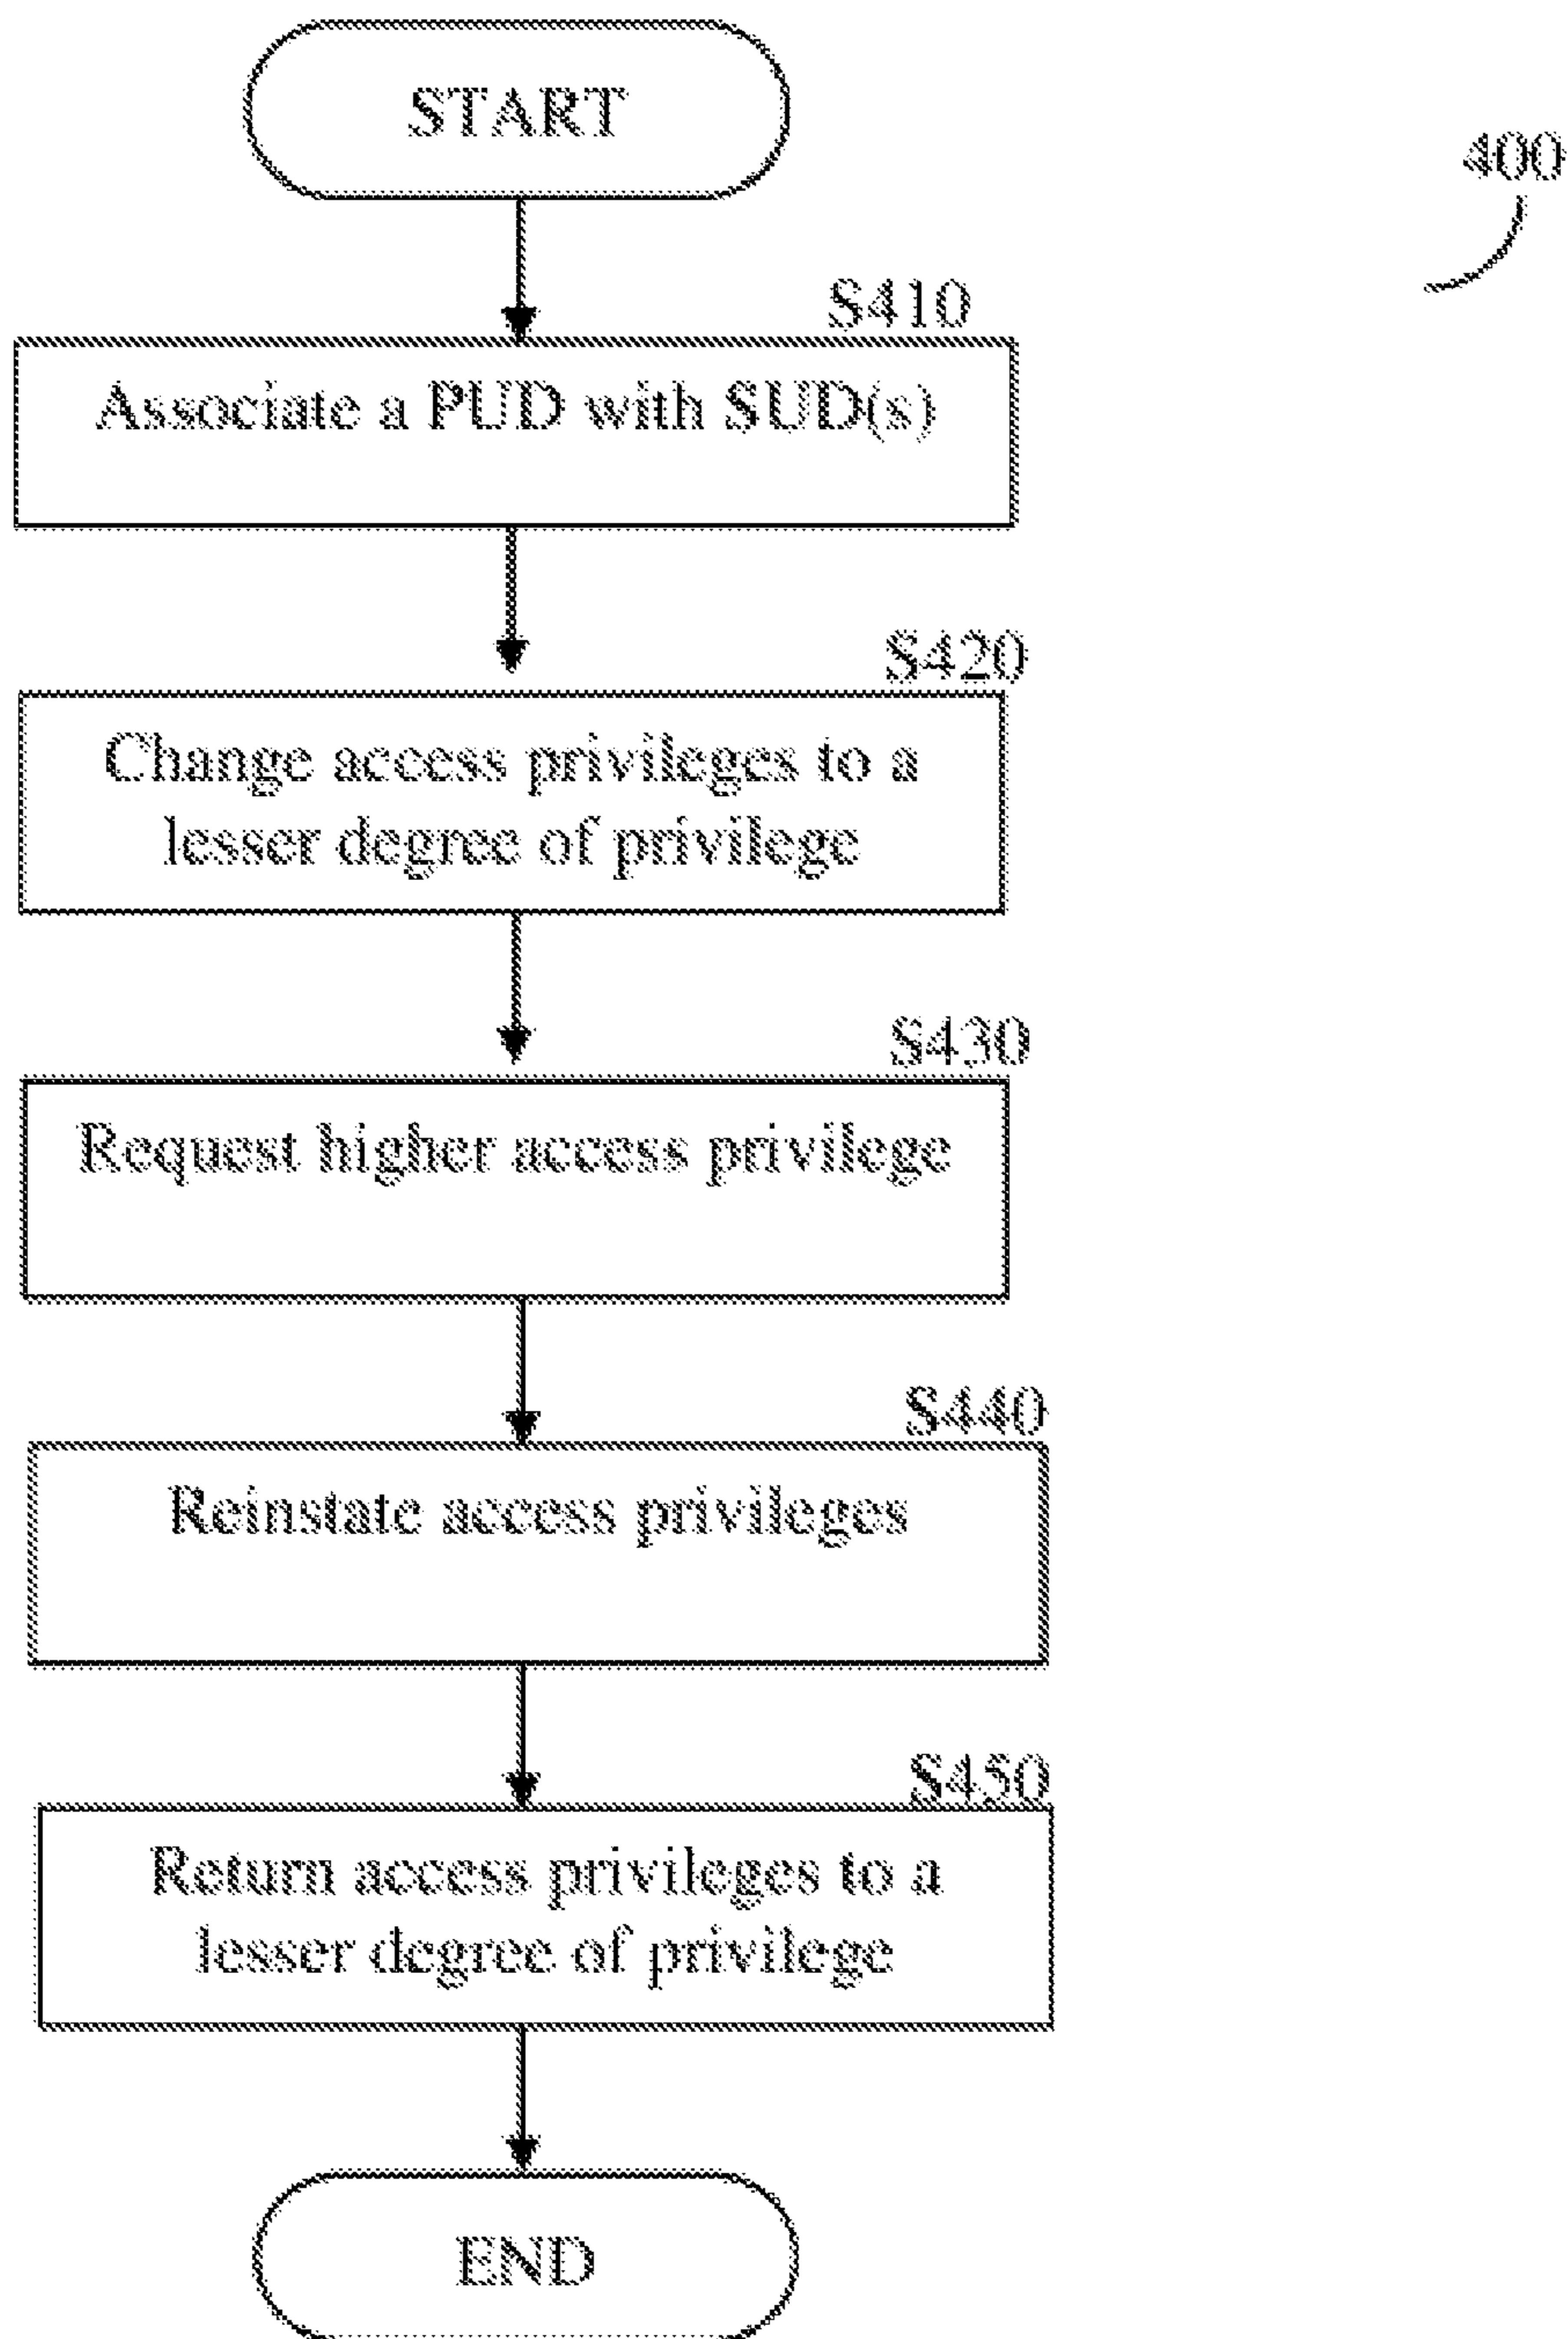 START
400
S410
Associate a PUD with SUD(s)
S420
Change access privileges to a
lesser degree of privilege
S430
Request higher access privilege
S440
Reinstate access privileges
S450
Return access privileges to a
lesser degree of privilege
END